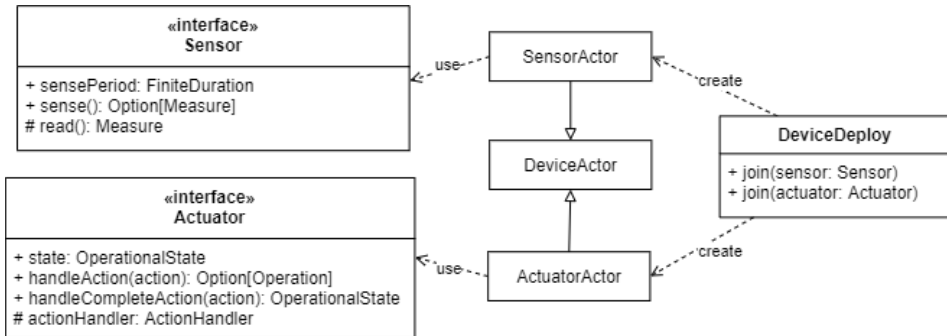 «interface»
Sensor
+ sensePeriod: FiniteDuration
+ sense(): Option[Measure]
# read(): Measure
use
SensorActor
create
DeviceActor
DeviceDeploy
+ join(sensor: Sensor)
+ join(actuator: Actuator)
«interface»
Actuator
+ state: OperationalState
+ handleAction(action): Option[Operation]
+ handleCompleteAction(action): OperationalState
# actionHandler: ActionHandler
use
ActuatorActor
create